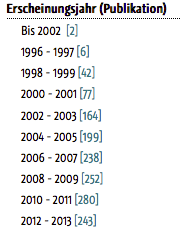 Erscheinungsjahr (Publikation)
Bis 2002 [2]
1996 - 1997 [6]
1998 - 1999 [42]
2000 - 2001 [77]
2002 - 2003 [164]
2004 - 2005 [199]
2006 - 2007 [238]
2008 - 2009 [252]
2010 - 2011 [280]
2012 - 2013 [243]